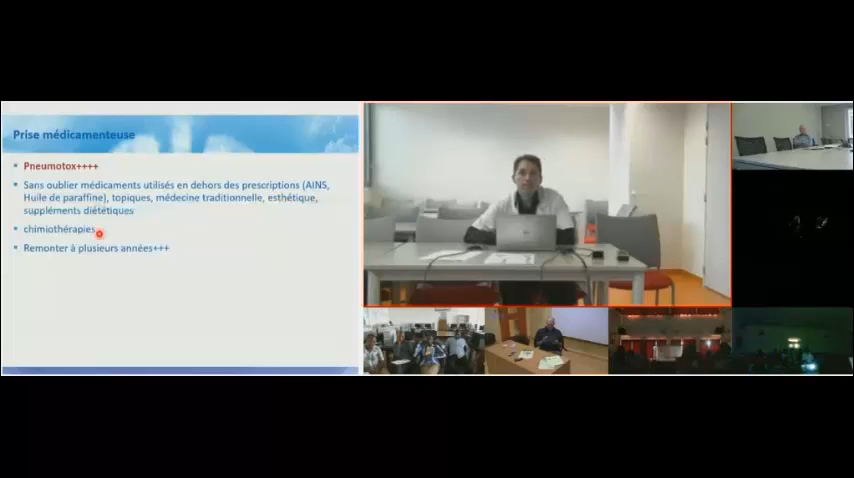 Prise médicamenteuse
Pneumotox++++
Sans oublier médicaments utilisés en dehors des prescriptions (AINS,
Huile de paraffine), topiques, médecine traditionnelle, esthétique,
suppléments diététiques
chimiothérapies
Remonter à plusieurs années+++